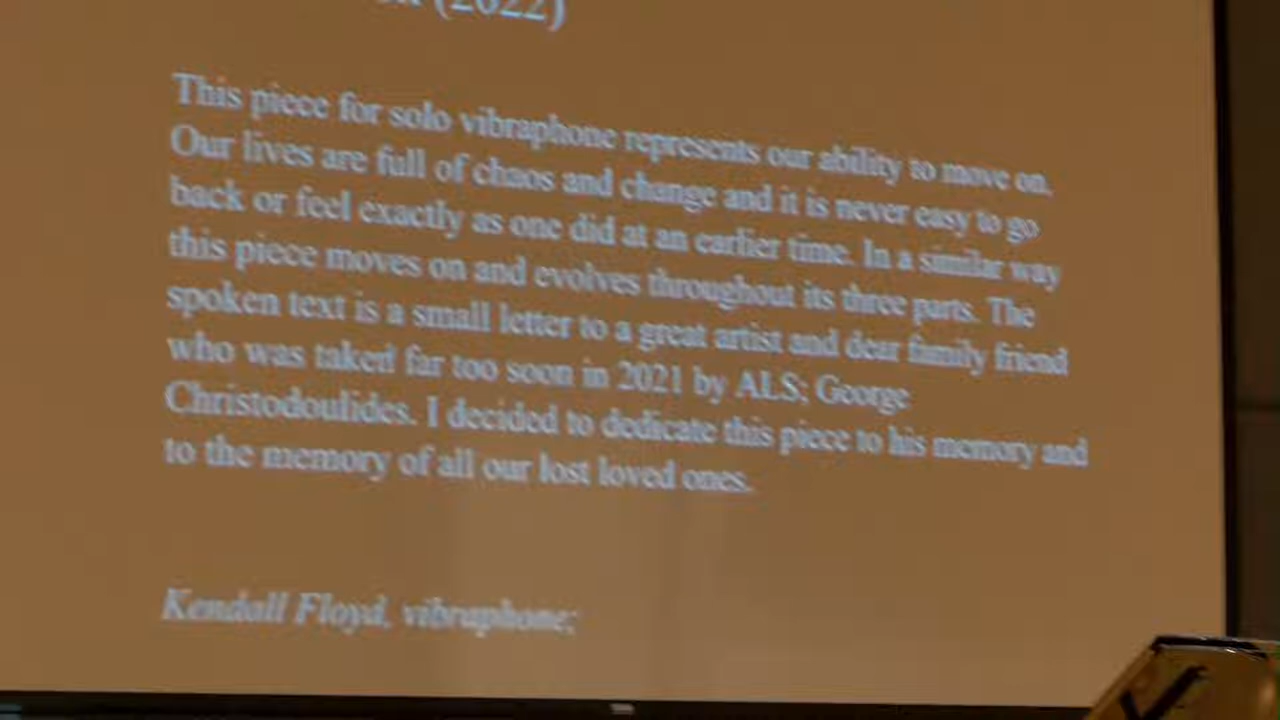 (2022)
This piece for solo vibraphone represents our ability to move on.
Our lives are full of chaos and change and it is never easy to go
back or feel exactly as one did at an earlier time. In a similar way
this piece moves on and evolves throughout its three parts. The
spoken text is a small letter to a great artist and dear family friend
who was taken far too soon in 2021 by ALS; George
Christodoulides. I decided to dedicate this piece to his memory and
to the memory of all our lost loved ones.
Kendall Floyd, vibraphone;